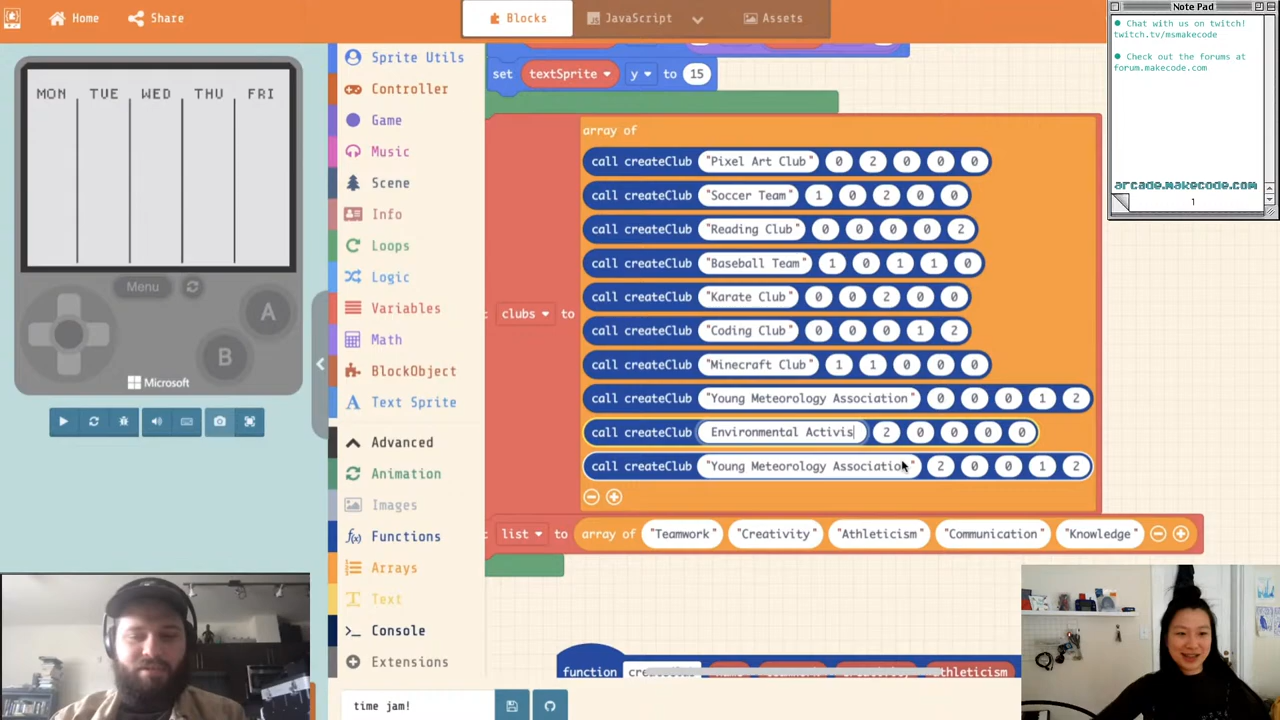 Home
Share
Blocks
JavaScript
Assets
MON TUE WED THU FRI
Menu
A
B
Microsoft
Sprite Utils
Controller
Game
Music
Scene
Info
Loops
Logic
Variables
Math
BlockObject
Text Sprite
Advanced
Animation
Images
Functions
Arrays
Text
Console
Extensions
time jam!
set textSprite y to 15
clubs to
array of
call createClub "Pixel Art Club" 0 2 0 0 0
call createClub "Soccer Team" 1 0 2 0 0
call createClub "Reading Club" 0 0 0 0 2
call createClub "Baseball Team" 1 0 1 1 0
call createClub "Karate Club" 0 0 2 0 0
call createClub "Coding Club" 0 0 0 1 2
call createClub "Minecraft Club" 1 1 0 0 0
call createClub "Young Meteorology Association" 0 0 0 1 2
call createClub Environmental Activis 2 0 0 0 0
call createClub "Young Meteorology Associatio" 2 0 0 1 2
list to array of "Teamwork" "Creativity" "Athleticism" "Communication" "Knowledge"
function createClub athleticism
Note Pad
• Chat with us on twitch!
twitch.tv/msmakecode
• Check out the forums at
forum.makecode.com
arcade.makecode.com
1